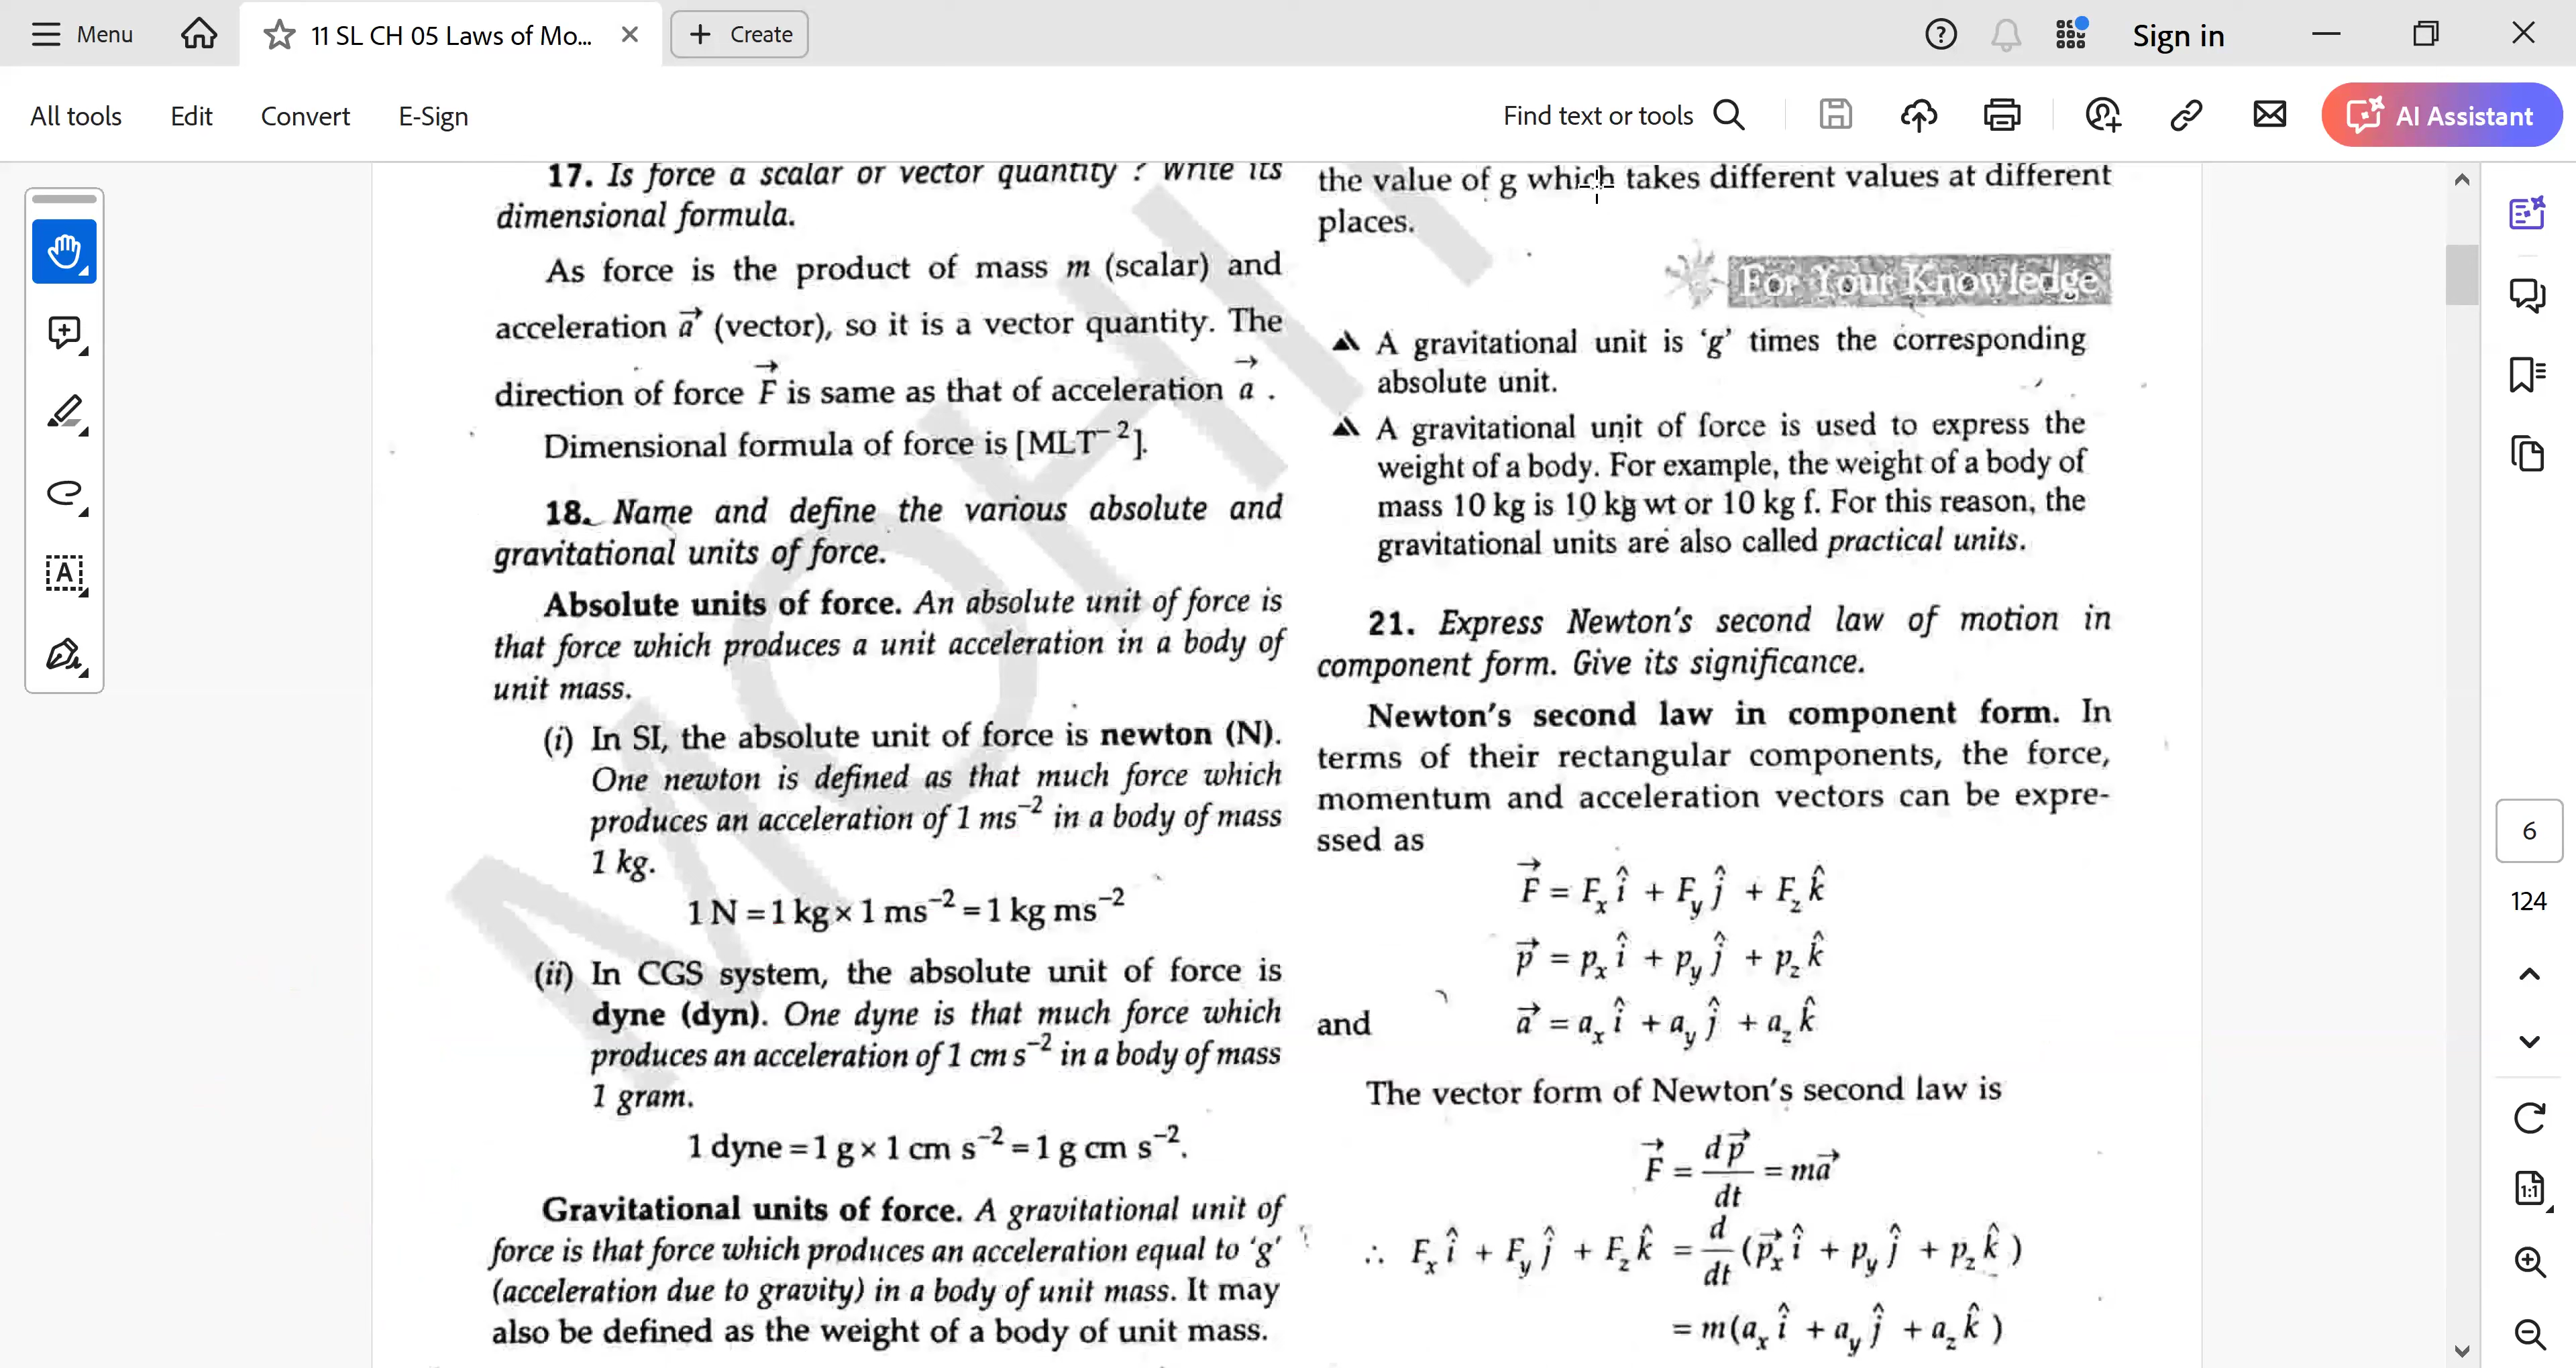 Menu
11 SL CH 05 Laws of Mo...
Create
Sign in
All tools
Edit
Convert
E-Sign
Find text or tools
AI Assistant
17. Is force a scalar or vector quantity ? Write its
dimensional formula.
As force is the product of mass m (scalar) and
acceleration a⃗ (vector), so it is a vector quantity. The
direction of force F⃗ is same as that of acceleration a⃗ .
Dimensional formula of force is [MLT⁻²].
18. Name and define the various absolute and
gravitational units of force.
Absolute units of force. An absolute unit of force is
that force which produces a unit acceleration in a body of
unit mass.
(i) In SI, the absolute unit of force is newton (N).
One newton is defined as that much force which
produces an acceleration of 1 ms⁻² in a body of mass
1 kg.
1 N = 1 kg × 1 ms⁻² = 1 kg ms⁻²
(ii) In CGS system, the absolute unit of force is
dyne (dyn). One dyne is that much force which
produces an acceleration of 1 cm s⁻² in a body of mass
1 gram.
1 dyne = 1 g × 1 cm s⁻² = 1 g cm s⁻².
Gravitational units of force. A gravitational unit of
force is that force which produces an acceleration equal to 'g'
(acceleration due to gravity) in a body of unit mass. It may
also be defined as the weight of a body of unit mass.
the value of g which takes different values at different
places.
For Your Knowledge
A gravitational unit is 'g' times the corresponding
absolute unit.
A gravitational unit of force is used to express the
weight of a body. For example, the weight of a body of
mass 10 kg is 10 kg wt or 10 kg f. For this reason, the
gravitational units are also called practical units.
21. Express Newton's second law of motion in
component form. Give its significance.
Newton's second law in component form. In
terms of their rectangular components, the force,
momentum and acceleration vectors can be expre-
ssed as
F⃗ = Fₓ î + F_y ĵ + F_z k̂
p⃗ = pₓ î + p_y ĵ + p_z k̂
and a⃗ = aₓ î + a_y ĵ + a_z k̂
The vector form of Newton's second law is
F⃗ = dp⃗/dt = ma⃗
∴ Fₓ î + F_y ĵ + F_z k̂ = d/dt (p⃗ₓ î + p_y ĵ + p_z k̂ )
= m(aₓ î + a_y ĵ + a_z k̂ )
6
124
1:1